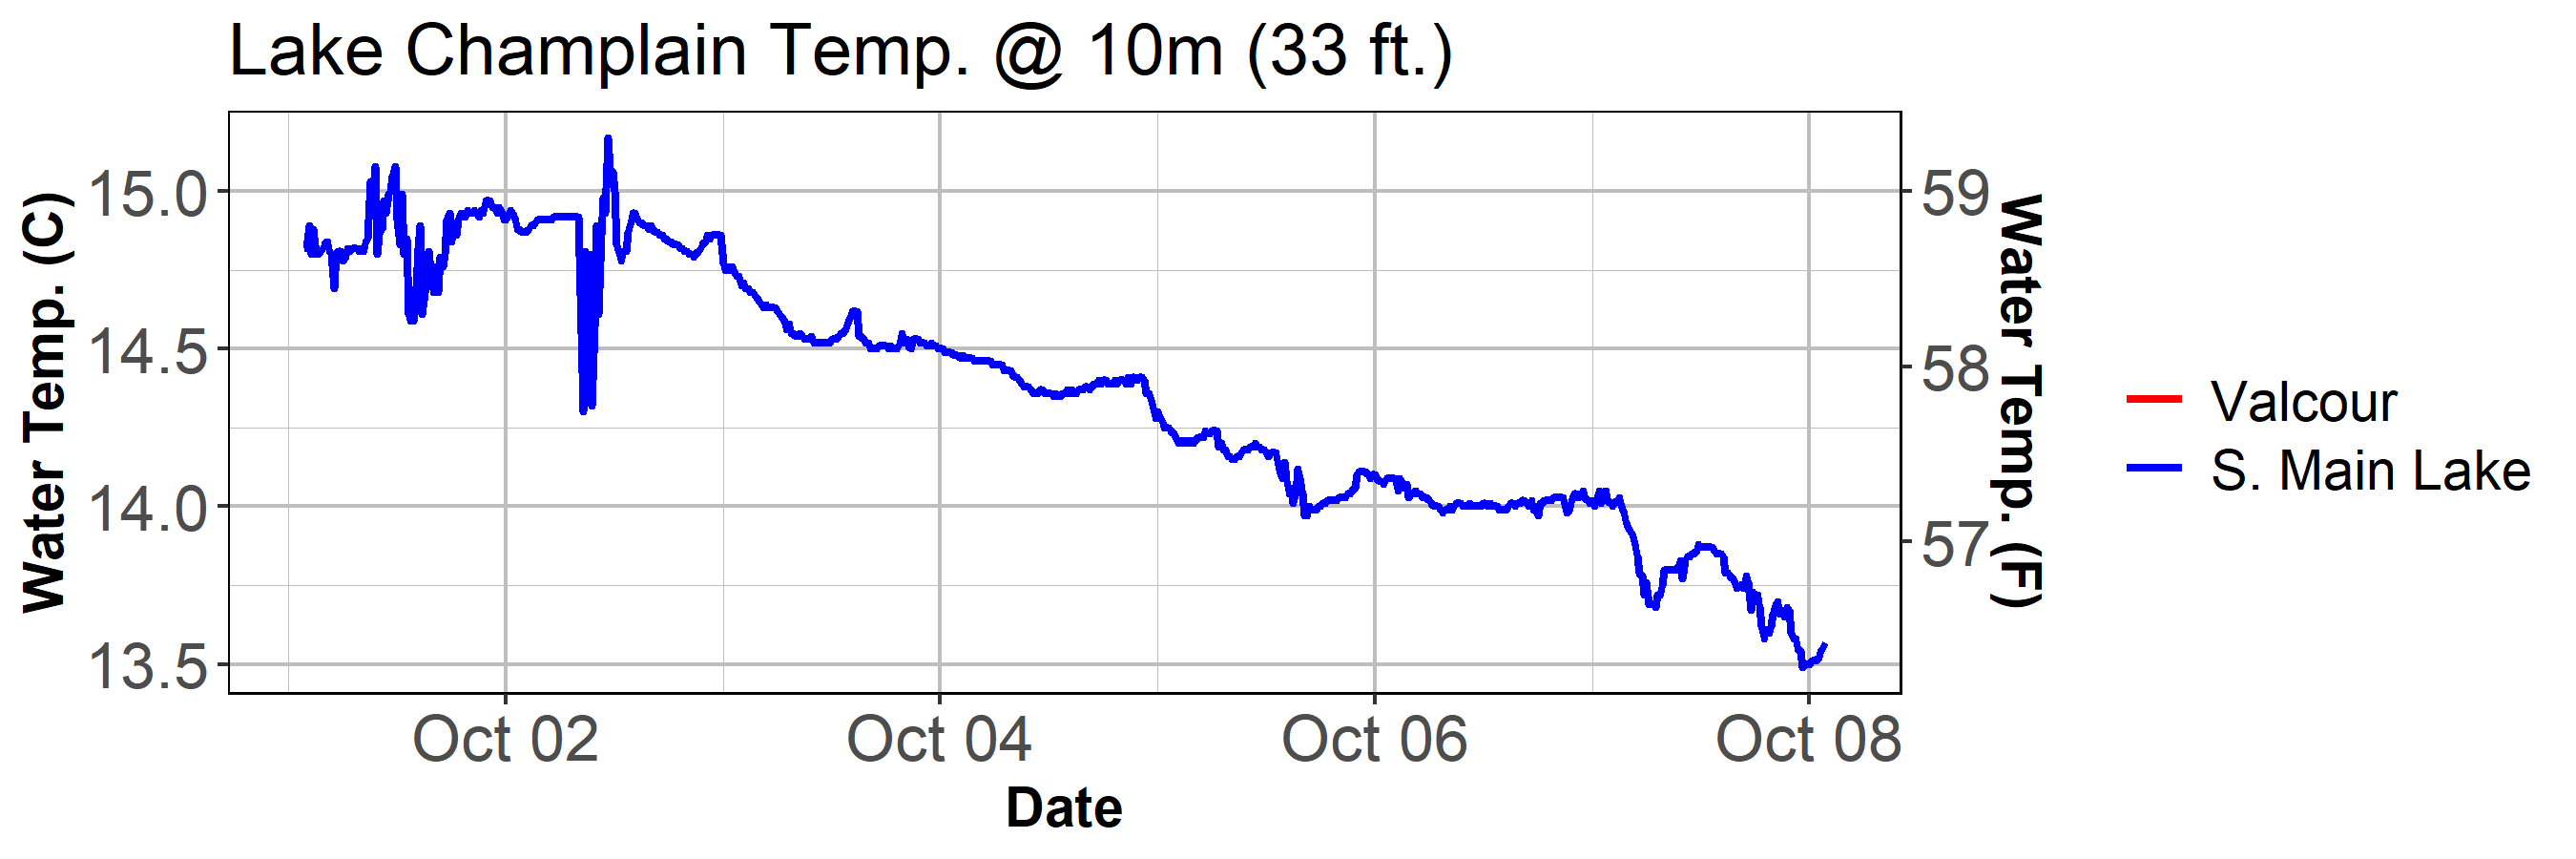 Lake Champlain Temp. @ 10m (33 ft.)
Water Temp. (C)
15.0
14.5
14.0
13.5
59
58
57
Water Temp. (F)
Oct 02
Oct 04
Oct 06
Oct 08
Date
Valcour
S. Main Lake